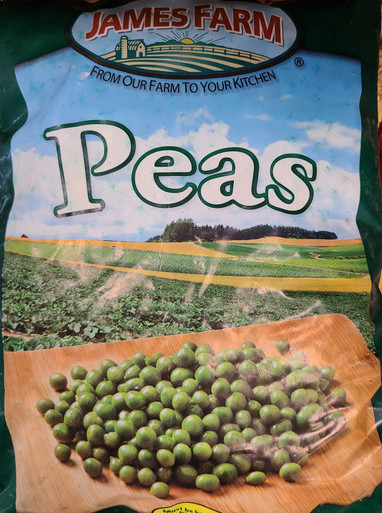 JAMES FARM
FROM OUR FARM TO YOUR KITCHEN
®
Peas